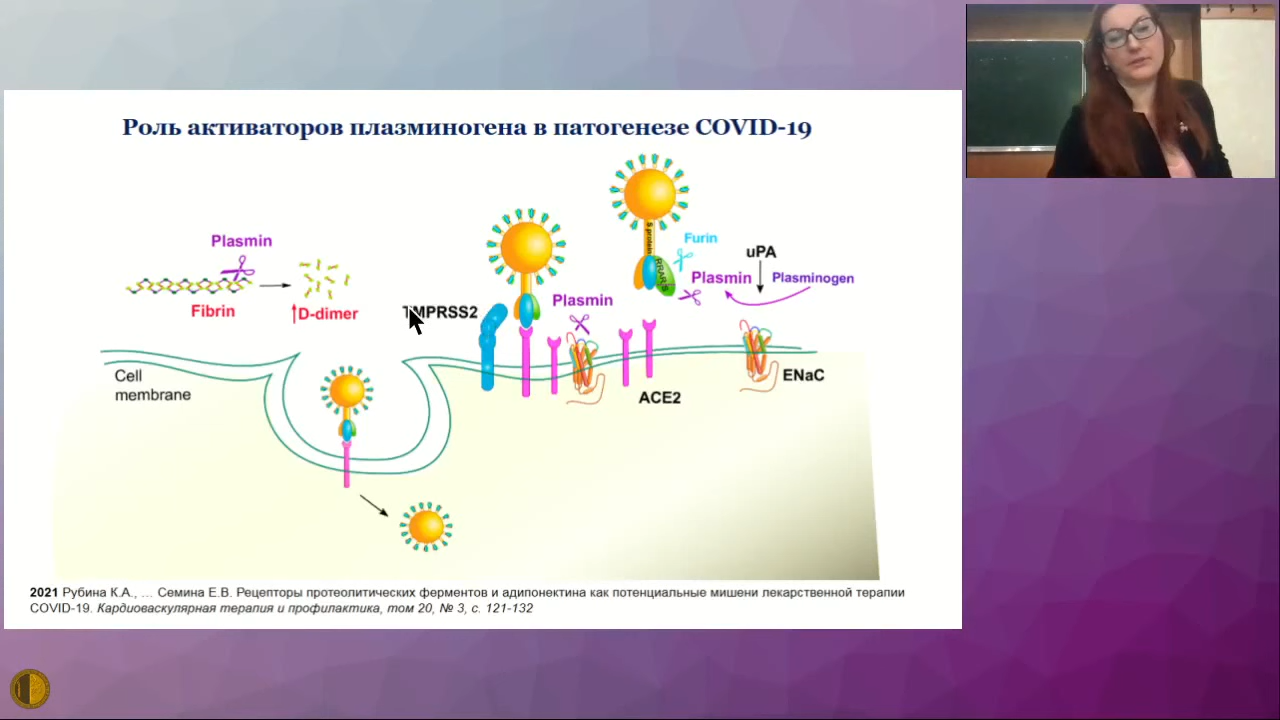 Роль активаторов плазминогена в патогенезе COVID-19
S protein
Furin
RRARS
uPA
Plasmin
Plasminogen
Plasmin
Fibrin
↑D-dimer
TMPRSS2
Plasmin
Cell
membrane
ACE2
ENaC
2021 Рубина К.А., ... Семина Е.В. Рецепторы протеолитических ферментов и адипонектина как потенциальные мишени лекарственной терапии
COVID-19. Кардиоваскулярная терапия и профилактика, том 20, № 3, с. 121-132